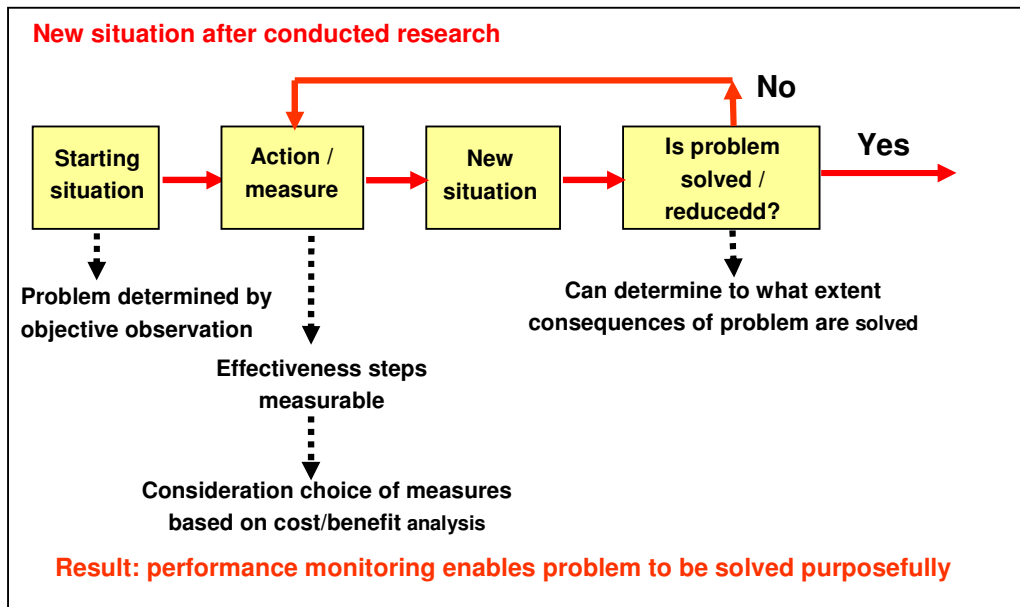 New situation after conducted research
No
Yes
Starting
situation
Action /
measure
New
situation
Is problem
solved /
reducedd?
Problem determined by
objective observation
Can determine to what extent
consequences of problem are solved
Effectiveness steps
measurable
Consideration choice of measures
based on cost/benefit analysis
Result: performance monitoring enables problem to be solved purposefully